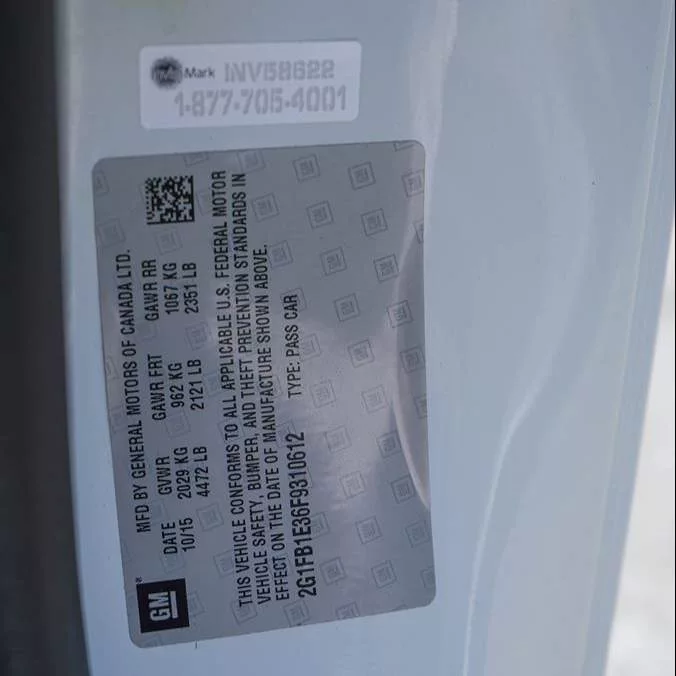 Mark INV58622
1-877-705-4001
GM
MFD BY GENERAL MOTORS OF CANADA LTD.
DATE GVWR GAWR FRT GAWR RR
10/15 2029 KG 962 KG 1067 KG
4472 LB 2121 LB 2351 LB
THIS VEHICLE CONFORMS TO ALL APPLICABLE U.S. FEDERAL MOTOR
VEHICLE SAFETY, BUMPER, AND THEFT PREVENTION STANDARDS IN
EFFECT ON THE DATE OF MANUFACTURE SHOWN ABOVE.
2G1FB1E36F9310612 TYPE: PASS CAR